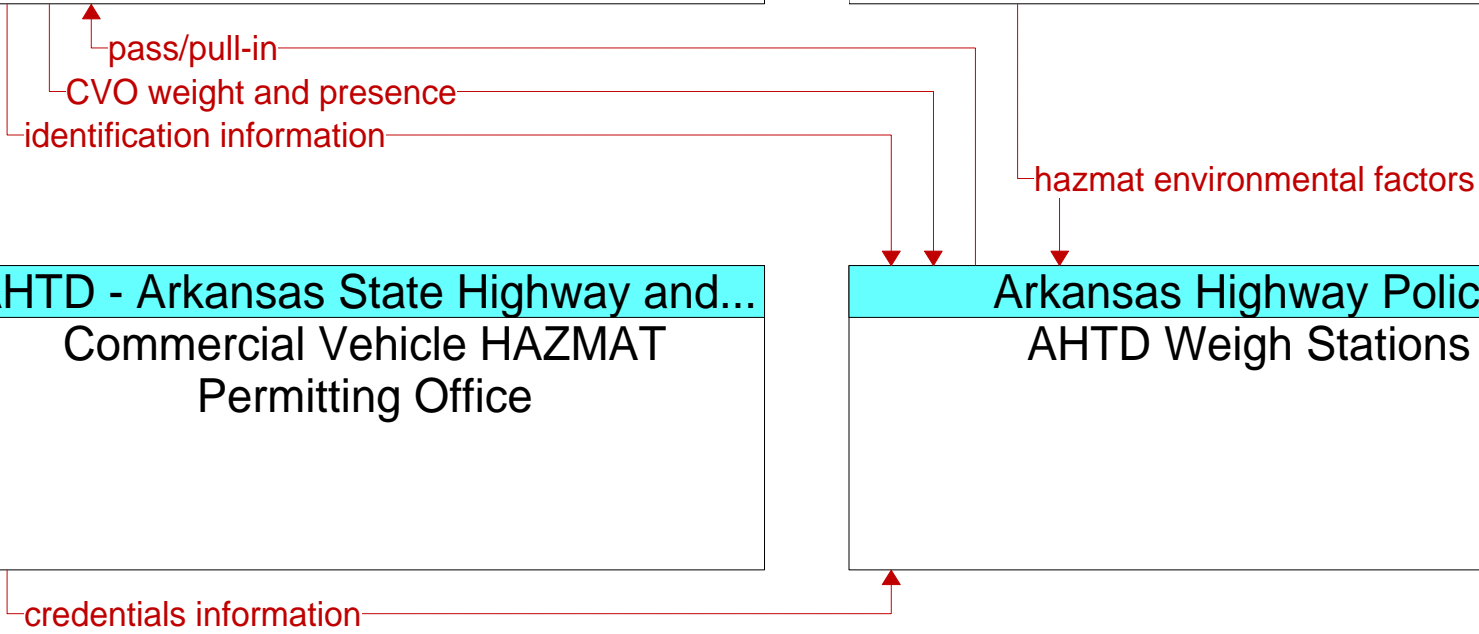 pass/pull-in
CVO weight and presence
identification information
hazmat environmental factors
HTD - Arkansas State Highway and...
Commercial Vehicle HAZMAT
Permitting Office
Arkansas Highway Polic
AHTD Weigh Stations
credentials information